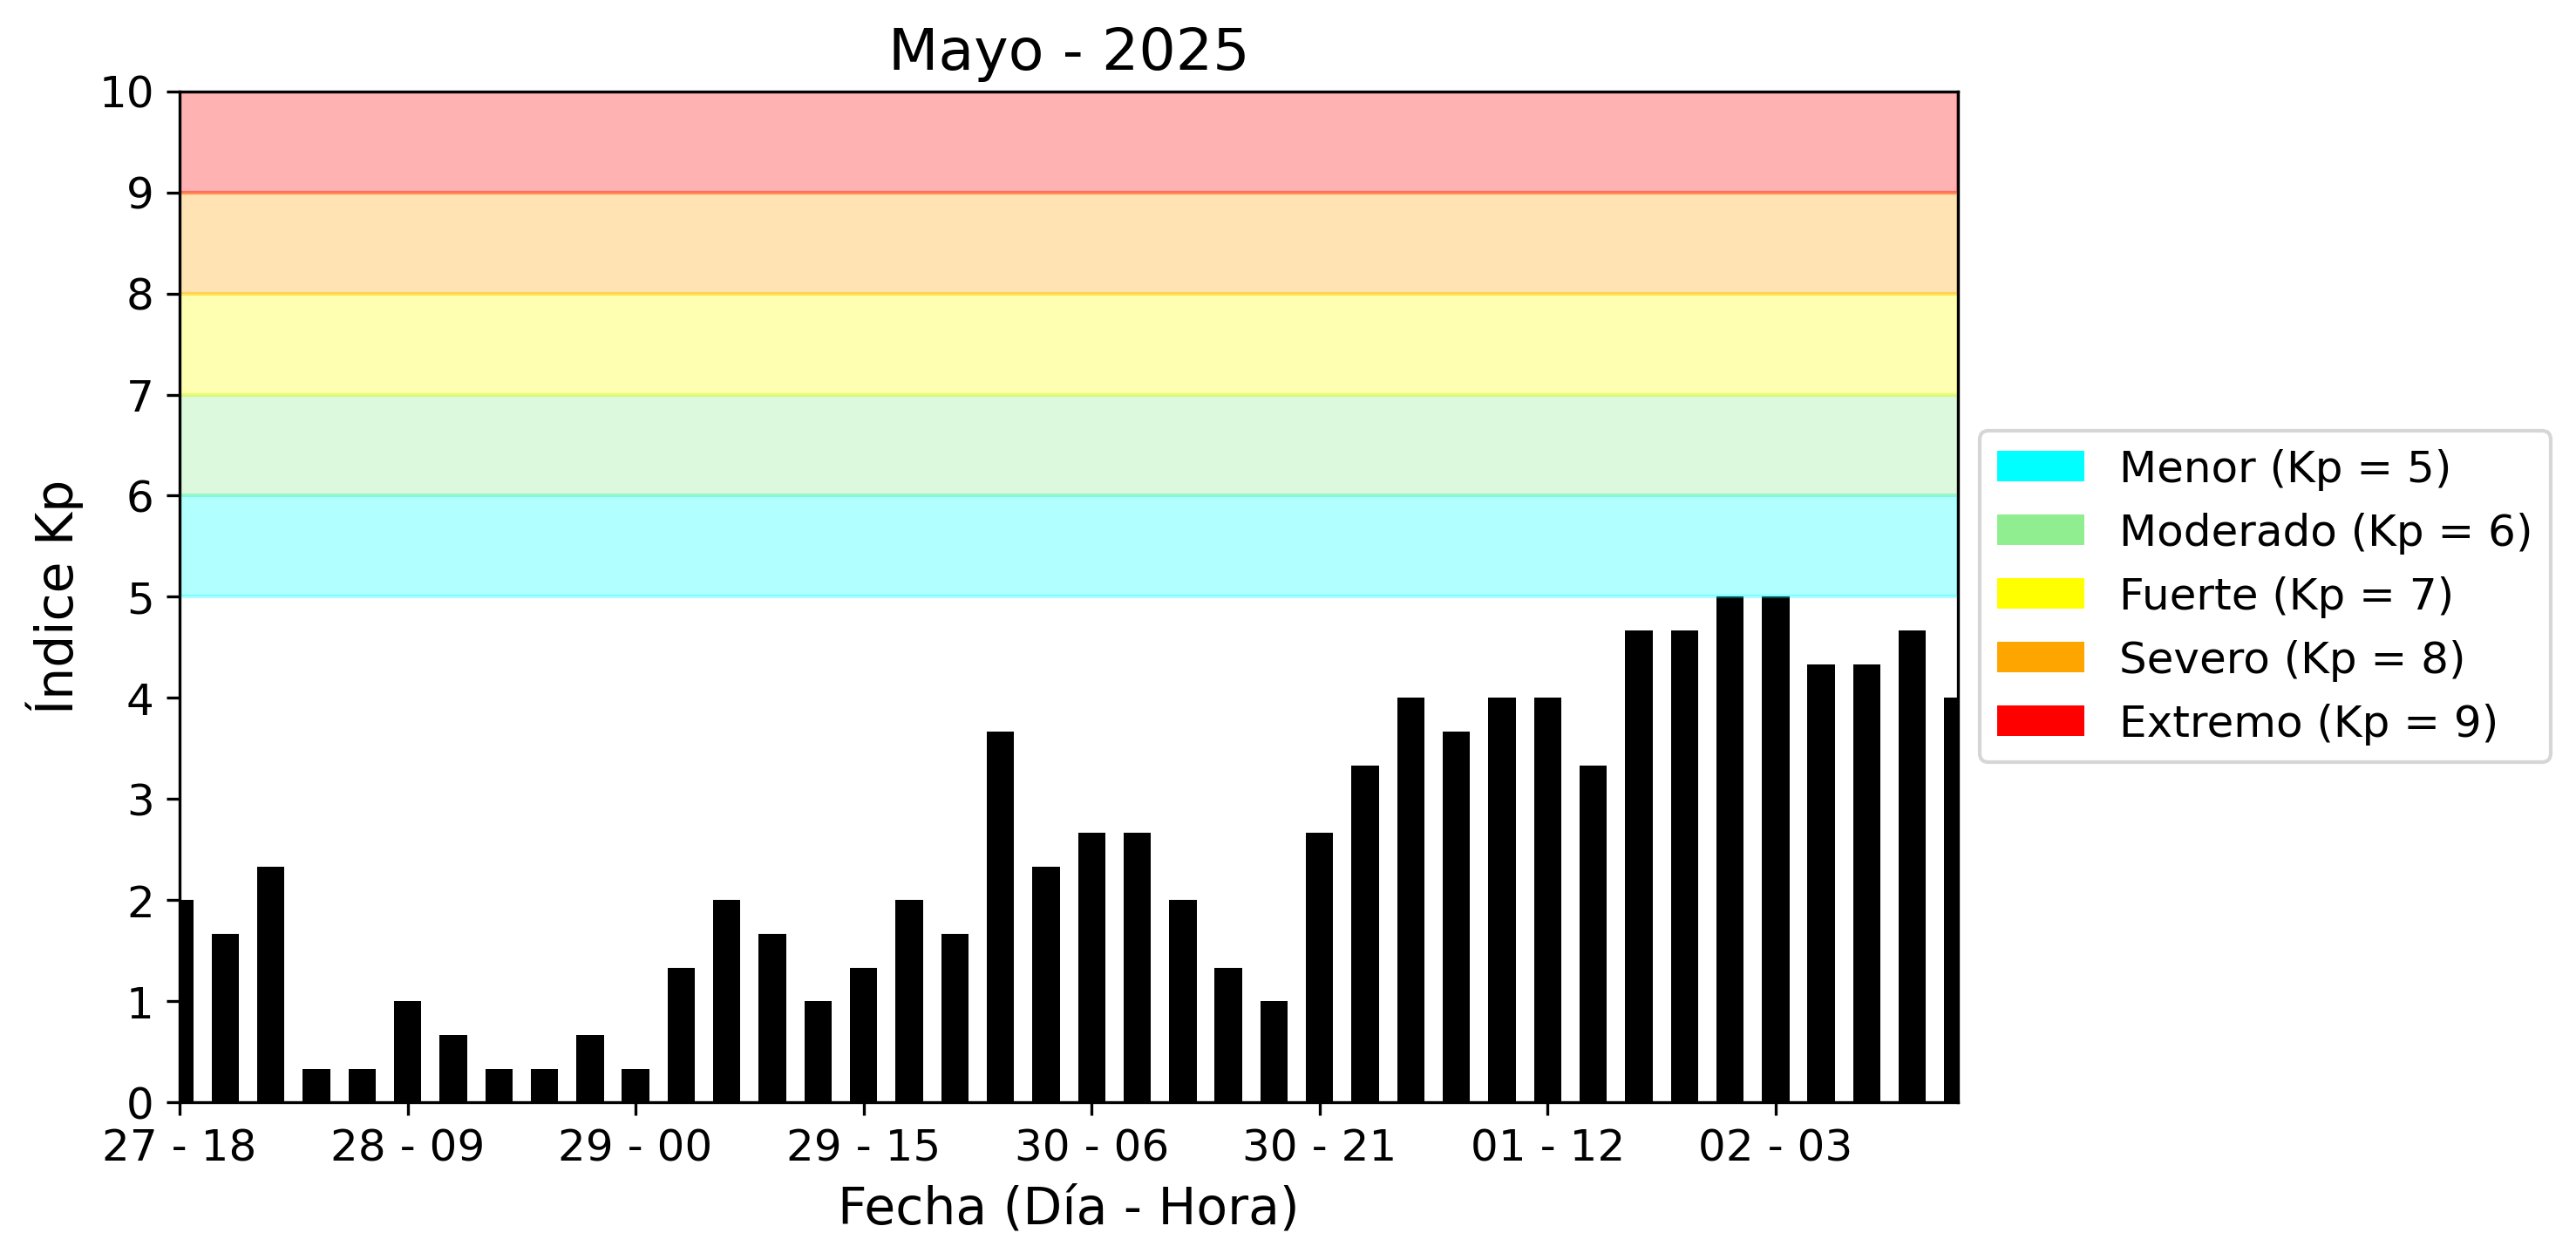 Mayo - 2025
10
9
8
7
6
5
4
3
2
1
0
Índice Kp
27 - 18
28 - 09
29 - 00
29 - 15
30 - 06
30 - 21
01 - 12
02 - 03
Fecha (Día - Hora)
Menor (Kp = 5)
Moderado (Kp = 6)
Fuerte (Kp = 7)
Severo (Kp = 8)
Extremo (Kp = 9)